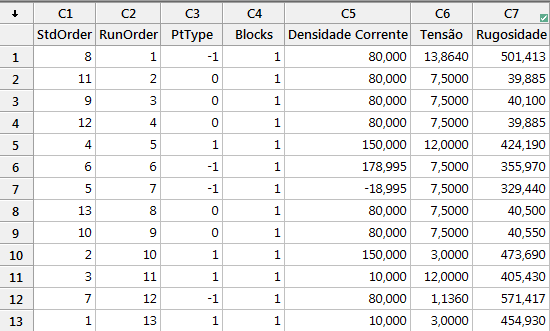 ↓ C1 C2 C3 C4 C5 C6 C7
StdOrder RunOrder PtType Blocks Densidade Corrente Tensão Rugosidade
1 8 1 -1 1 80,000 13,8640 501,413
2 11 2 0 1 80,000 7,5000 39,885
3 9 3 0 1 80,000 7,5000 40,100
4 12 4 0 1 80,000 7,5000 39,885
5 4 5 1 1 150,000 12,0000 424,190
6 6 6 -1 1 178,995 7,5000 355,970
7 5 7 -1 1 -18,995 7,5000 329,440
8 13 8 0 1 80,000 7,5000 40,500
9 10 9 0 1 80,000 7,5000 40,550
10 2 10 1 1 150,000 3,0000 473,690
11 3 11 1 1 10,000 12,0000 405,430
12 7 12 -1 1 80,000 1,1360 571,417
13 1 13 1 1 10,000 3,0000 454,930